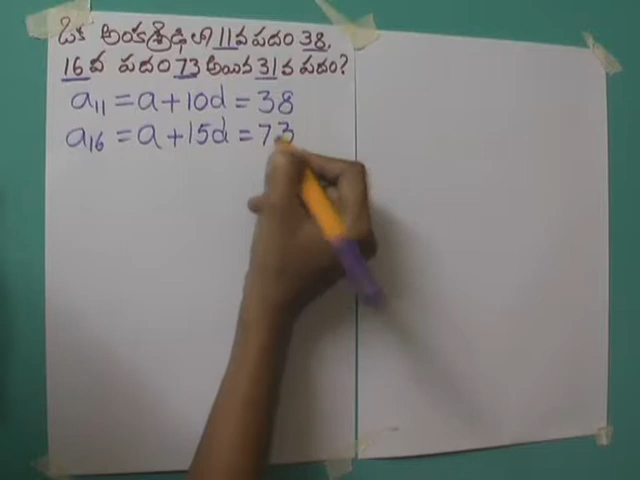 ఒక అంకశ్రేఢిలో 11వ పదం 38,
16వ పదం 73 అయిన 31వ పదం?
a₁₁ = a + 10d = 38
a₁₆ = a + 15d = 73